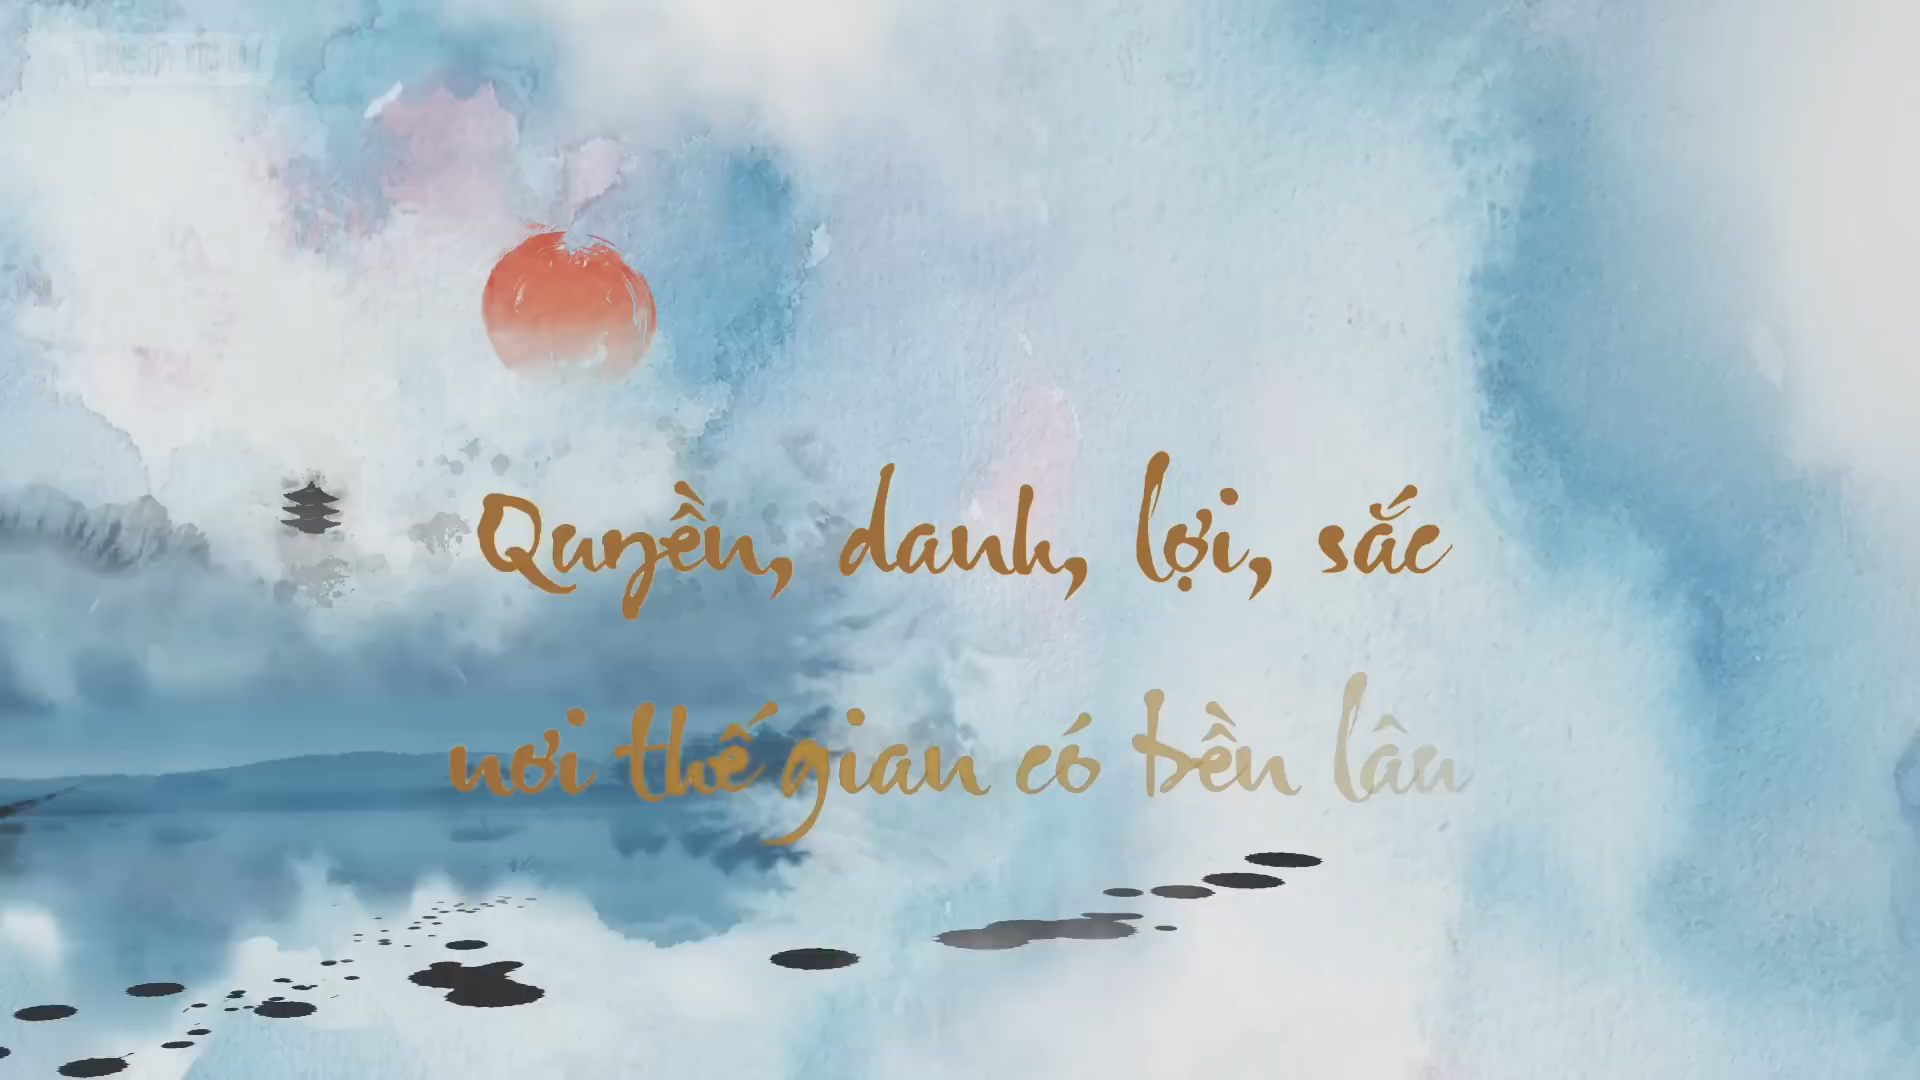 Quyền, danh, lợi, sắc
nơi thế gian có bền lâu